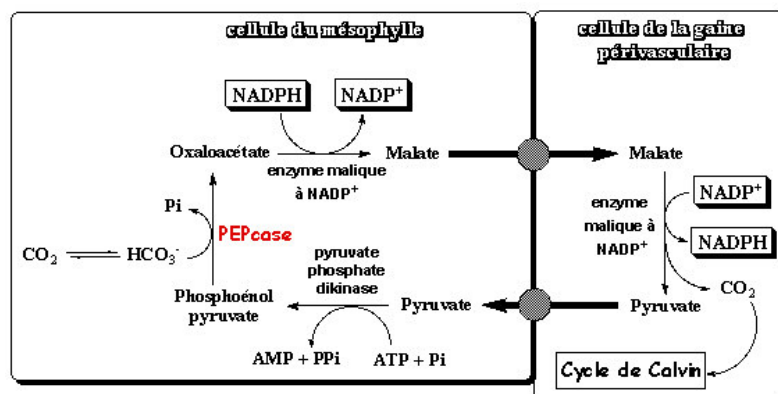 cellule du mésophylle
cellule de la gaine
périvasculaire
NADPH
NADP+
Oxaloacétate
Malate
enzyme malique
à NADP+
Malate
enzyme
malique à
NADP+
NADP+
NADPH
Pi
PEPcase
CO2
HCO3-
pyruvate
phosphate
dikinase
Phosphoénol
pyruvate
Pyruvate
Pyruvate
CO2
AMP + PPi
ATP + Pi
Cycle de Calvin